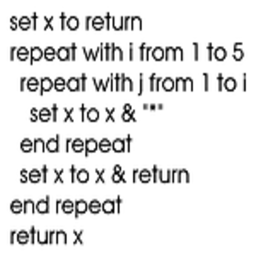 set x to return
repeat with i from 1 to 5
repeat with j from 1 to i
set x to x & "*"
end repeat
set x to x & return
end repeat
return x